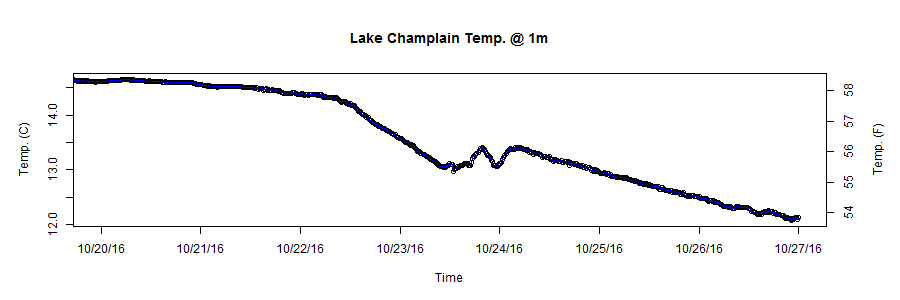 Lake Champlain Temp. @ 1m
Temp. (C)
14.0
13.0
12.0
58
57
56
55
54
Temp. (F)
10/20/16 10/21/16 10/22/16 10/23/16 10/24/16 10/25/16 10/26/16 10/27/16
Time